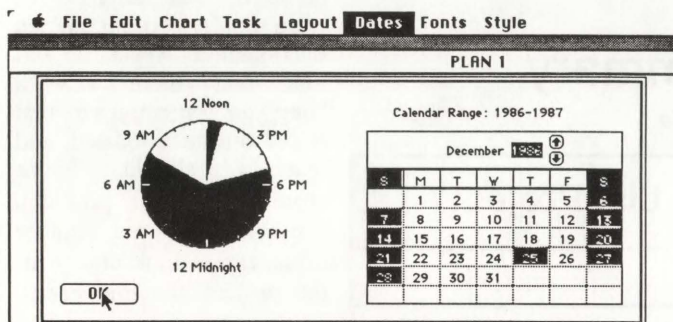 File Edit Chart Task Layout Dates Fonts Style
PLAN 1
12 Noon
9 AM 3 PM
6 AM 6 PM
3 AM 9 PM
12 Midnight
OK
Calendar Range: 1986-1987
December 1986
S M T W T F S
1 2 3 4 5 6
7 8 9 10 11 12 13
14 15 16 17 18 19 20
21 22 23 24 25 26 27
28 29 30 31